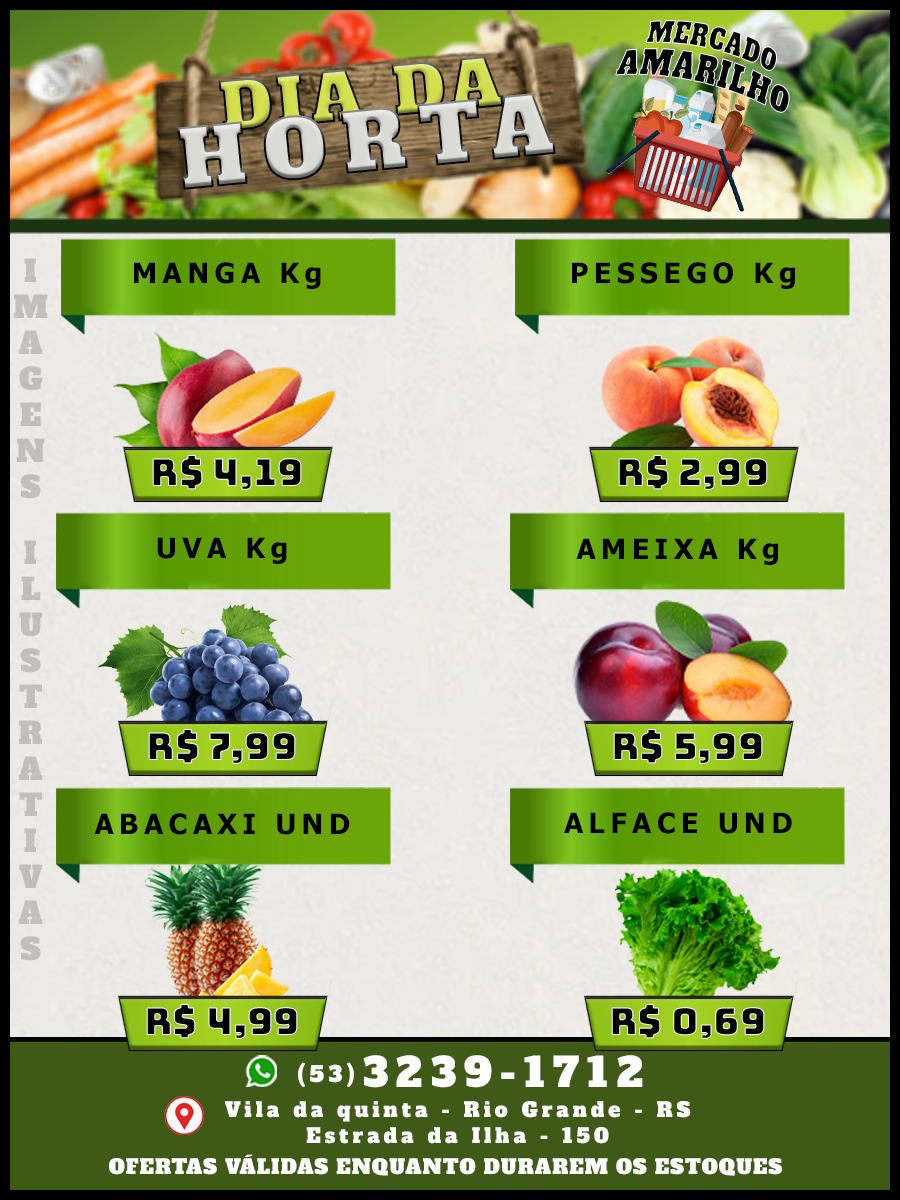 DIA DA
HORTA
MERCADO
AMARILHO
IMAGENS ILUSTRATIVAS
MANGA Kg
R$ 4,19
PESSEGO Kg
R$ 2,99
UVA Kg
R$ 7,99
AMEIXA Kg
R$ 5,99
ABACAXI UND
R$ 4,99
ALFACE UND
R$ 0,69
(53) 3239-1712
Vila da quinta - Rio Grande - RS
Estrada da Ilha - 150
OFERTAS VÁLIDAS ENQUANTO DURAREM OS ESTOQUES